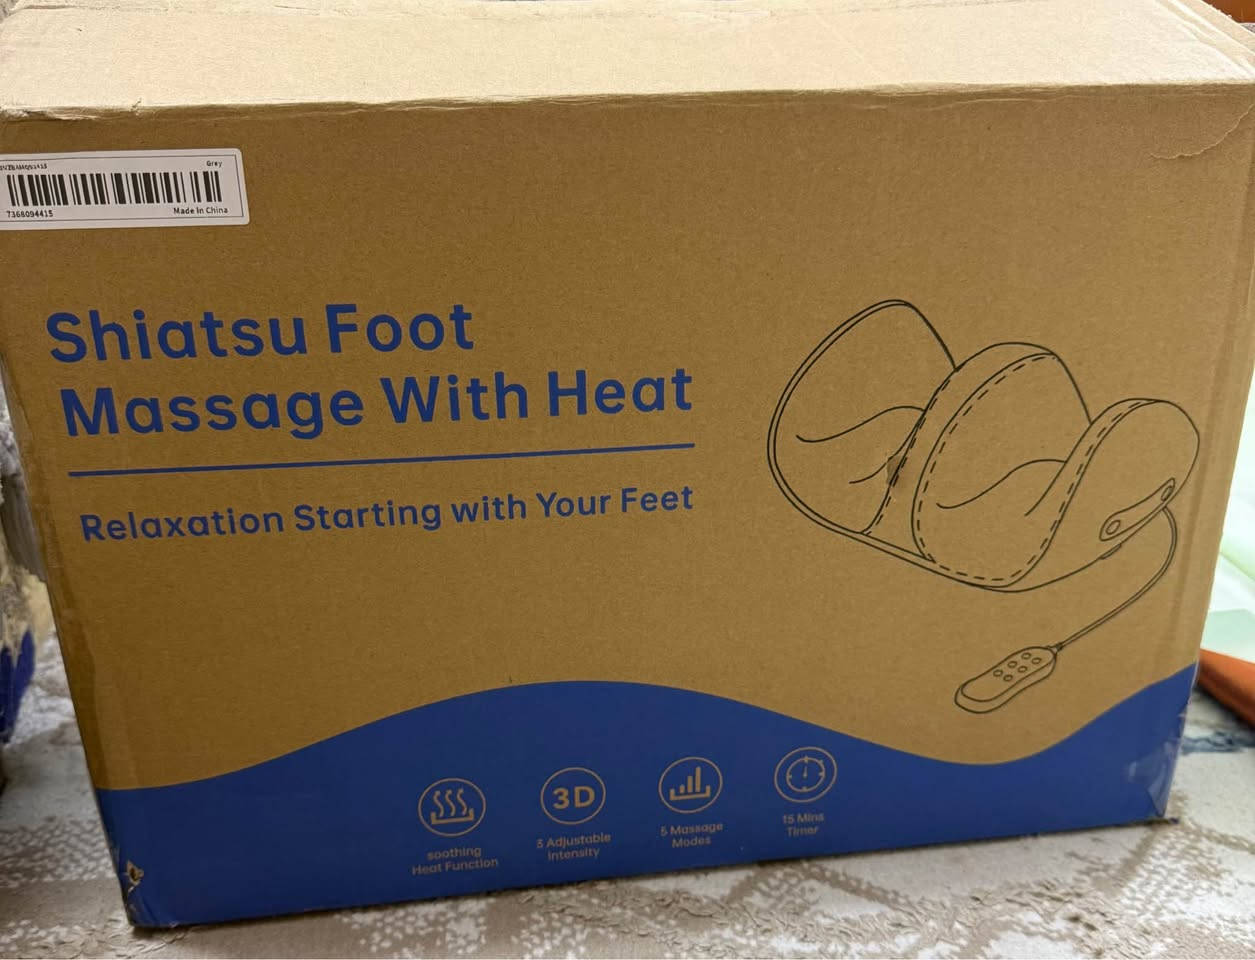 Grey
7368094415
Made In China
Shiatsu Foot
Massage With Heat
Relaxation Starting with Your Feet
3D
soothing
Heat Function
3 Adjustable
Intensity
5 Massage
Modes
15 Mins
Timer